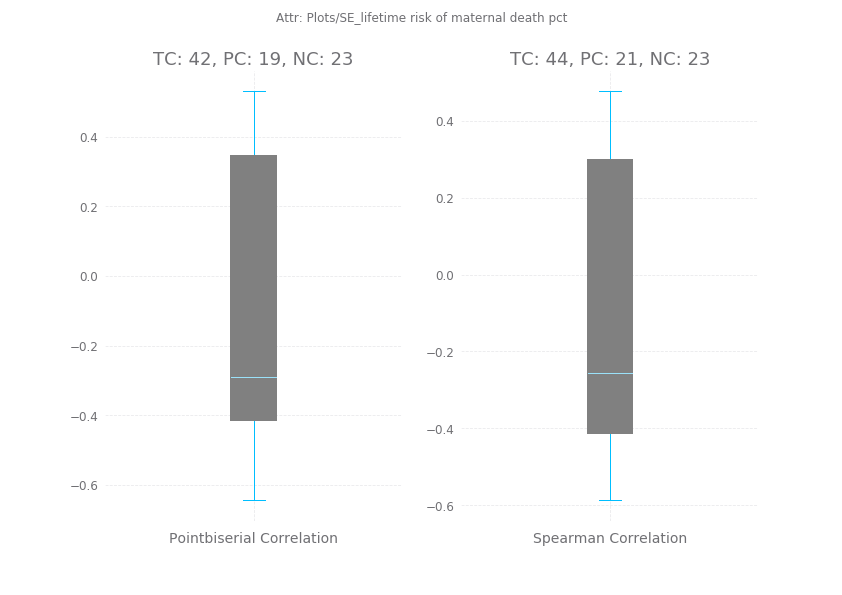 Attr: Plots/SE_lifetime risk of maternal death pct
TC: 42, PC: 19, NC: 23
0.4
0.2
0.0
−0.2
−0.4
−0.6
Pointbiserial Correlation
TC: 44, PC: 21, NC: 23
0.4
0.2
0.0
−0.2
−0.4
−0.6
Spearman Correlation